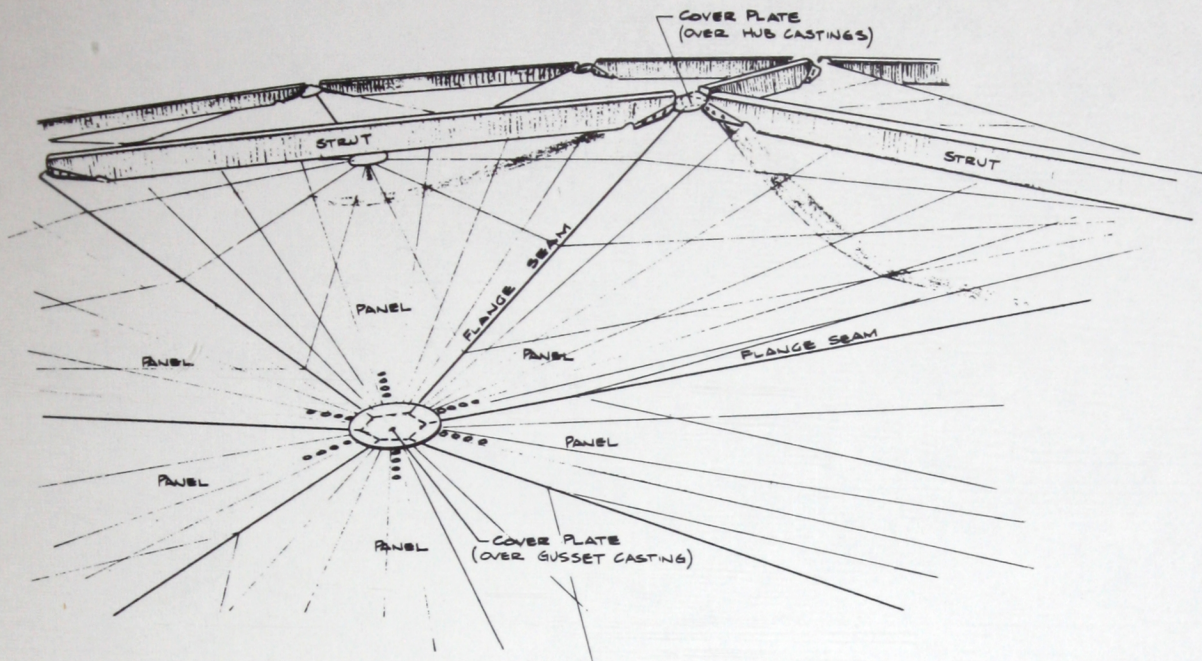 COVER PLATE
(OVER HUB CASTINGS)
STRUT
STRUT
FLANGE SEAM
PANEL
PANEL
PANEL
FLANGE SEAM
PANEL
PANEL
PANEL
COVER PLATE
(OVER GUSSET CASTING)